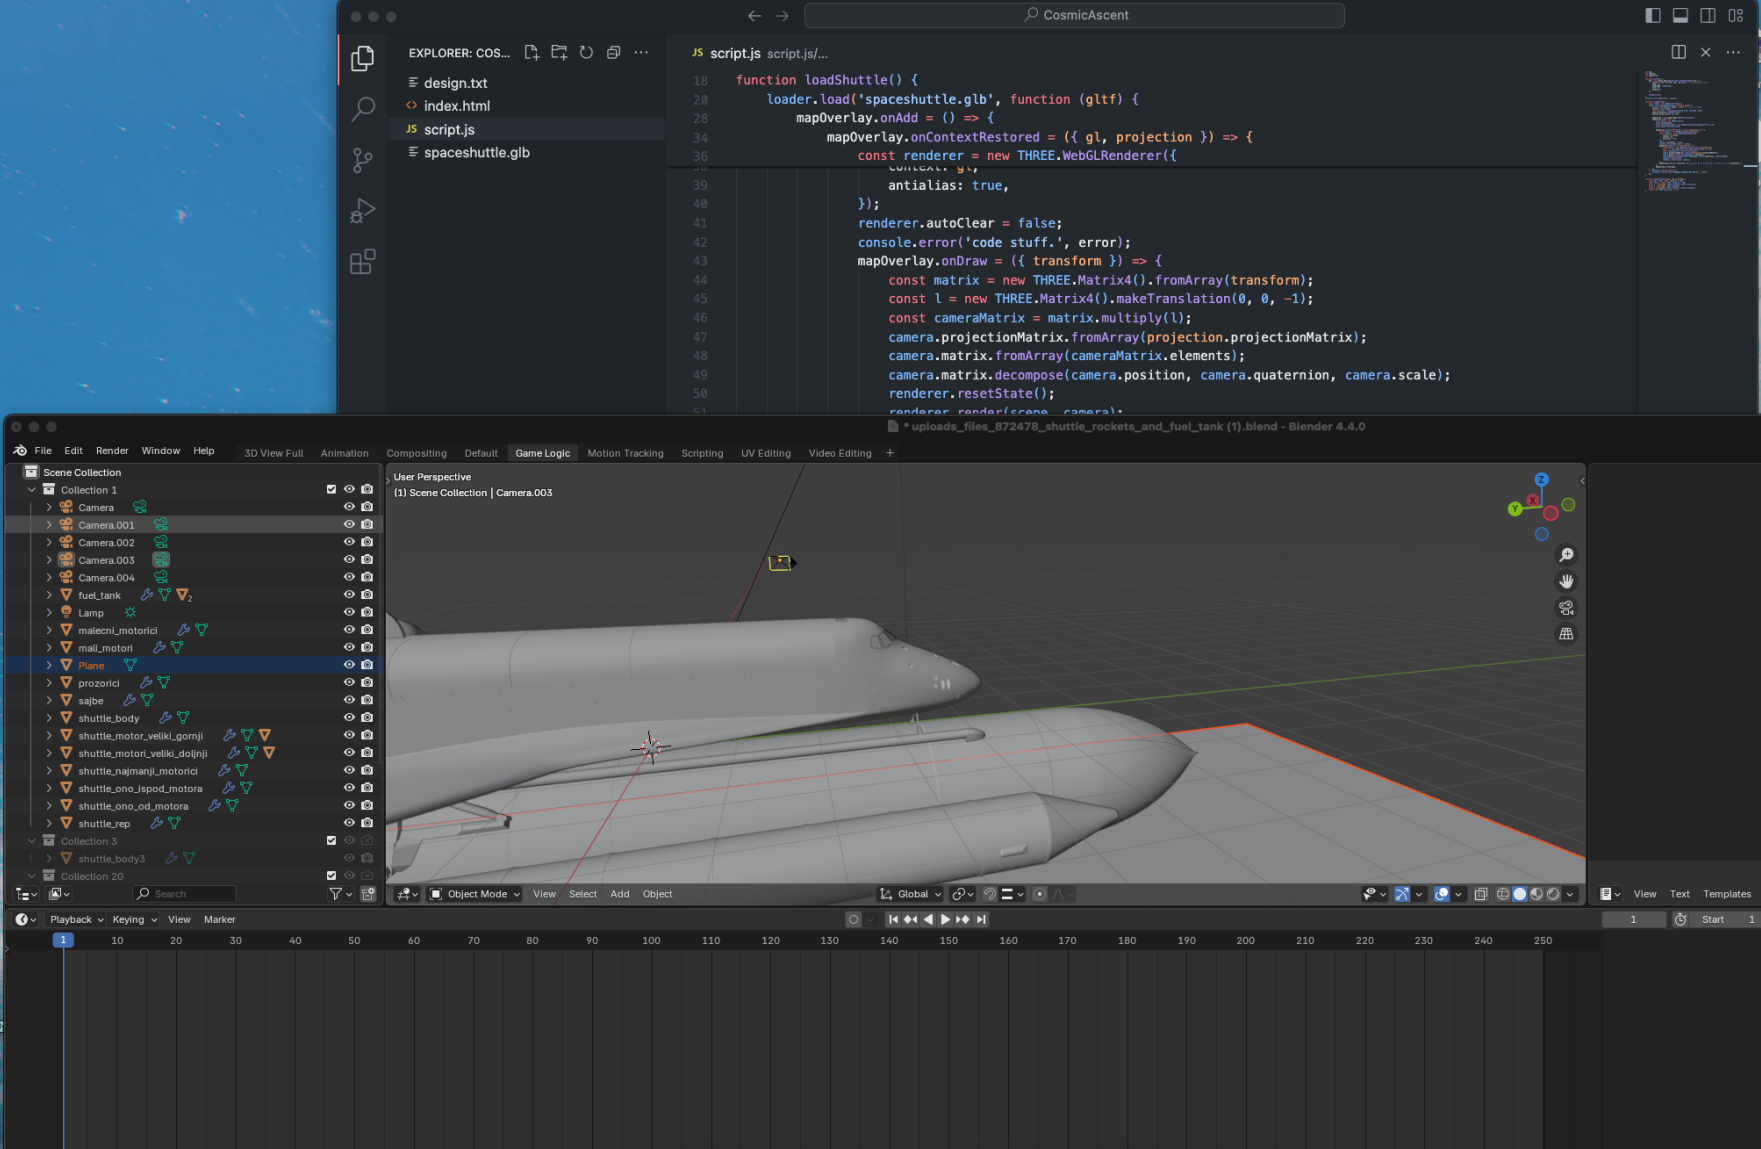 CosmicAscent
EXPLORER: COS...
design.txt
index.html
JS script.js
spaceshuttle.glb
JS script.js script.js/...
18 function loadShuttle() {
20 loader.load('spaceshuttle.glb', function (gltf) {
28 mapOverlay.onAdd = () => {
34 mapOverlay.onContextRestored = ({ gl, projection }) => {
36 const renderer = new THREE.WebGLRenderer({
38 context: gl,
39 antialias: true,
40 });
41 renderer.autoClear = false;
42 console.error('code stuff.', error);
43 mapOverlay.onDraw = ({ transform }) => {
44 const matrix = new THREE.Matrix4().fromArray(transform);
45 const l = new THREE.Matrix4().makeTranslation(0, 0, -1);
46 const cameraMatrix = matrix.multiply(l);
47 camera.projectionMatrix.fromArray(projection.projectionMatrix);
48 camera.matrix.fromArray(cameraMatrix.elements);
49 camera.matrix.decompose(camera.position, camera.quaternion, camera.scale);
50 renderer.resetState();
51 renderer.render(scene, camera);
* uploads_files_872478_shuttle_rockets_and_fuel_tank (1).blend - Blender 4.4.0
File Edit Render Window Help 3D View Full Animation Compositing Default Game Logic Motion Tracking Scripting UV Editing Video Editing +
Scene Collection
Collection 1
Camera
Camera.001
Camera.002
Camera.003
Camera.004
fuel_tank 2
Lamp
malecni_motorici
mali_motori
Plane
prozorici
sajbe
shuttle_body
shuttle_motor_veliki_gornji
shuttle_motori_veliki_doljnji
shuttle_najmanji_motorici
shuttle_ono_ispod_motora
shuttle_ono_od_motora
shuttle_rep
Collection 3
shuttle_body3
Collection 20
Search
User Perspective
(1) Scene Collection | Camera.003
Z
X
Y
Object Mode View Select Add Object Global
View Text Templates
Playback Keying View Marker
1 Start 1
1 10 20 30 40 50 60 70 80 90 100 110 120 130 140 150 160 170 180 190 200 210 220 230 240 250